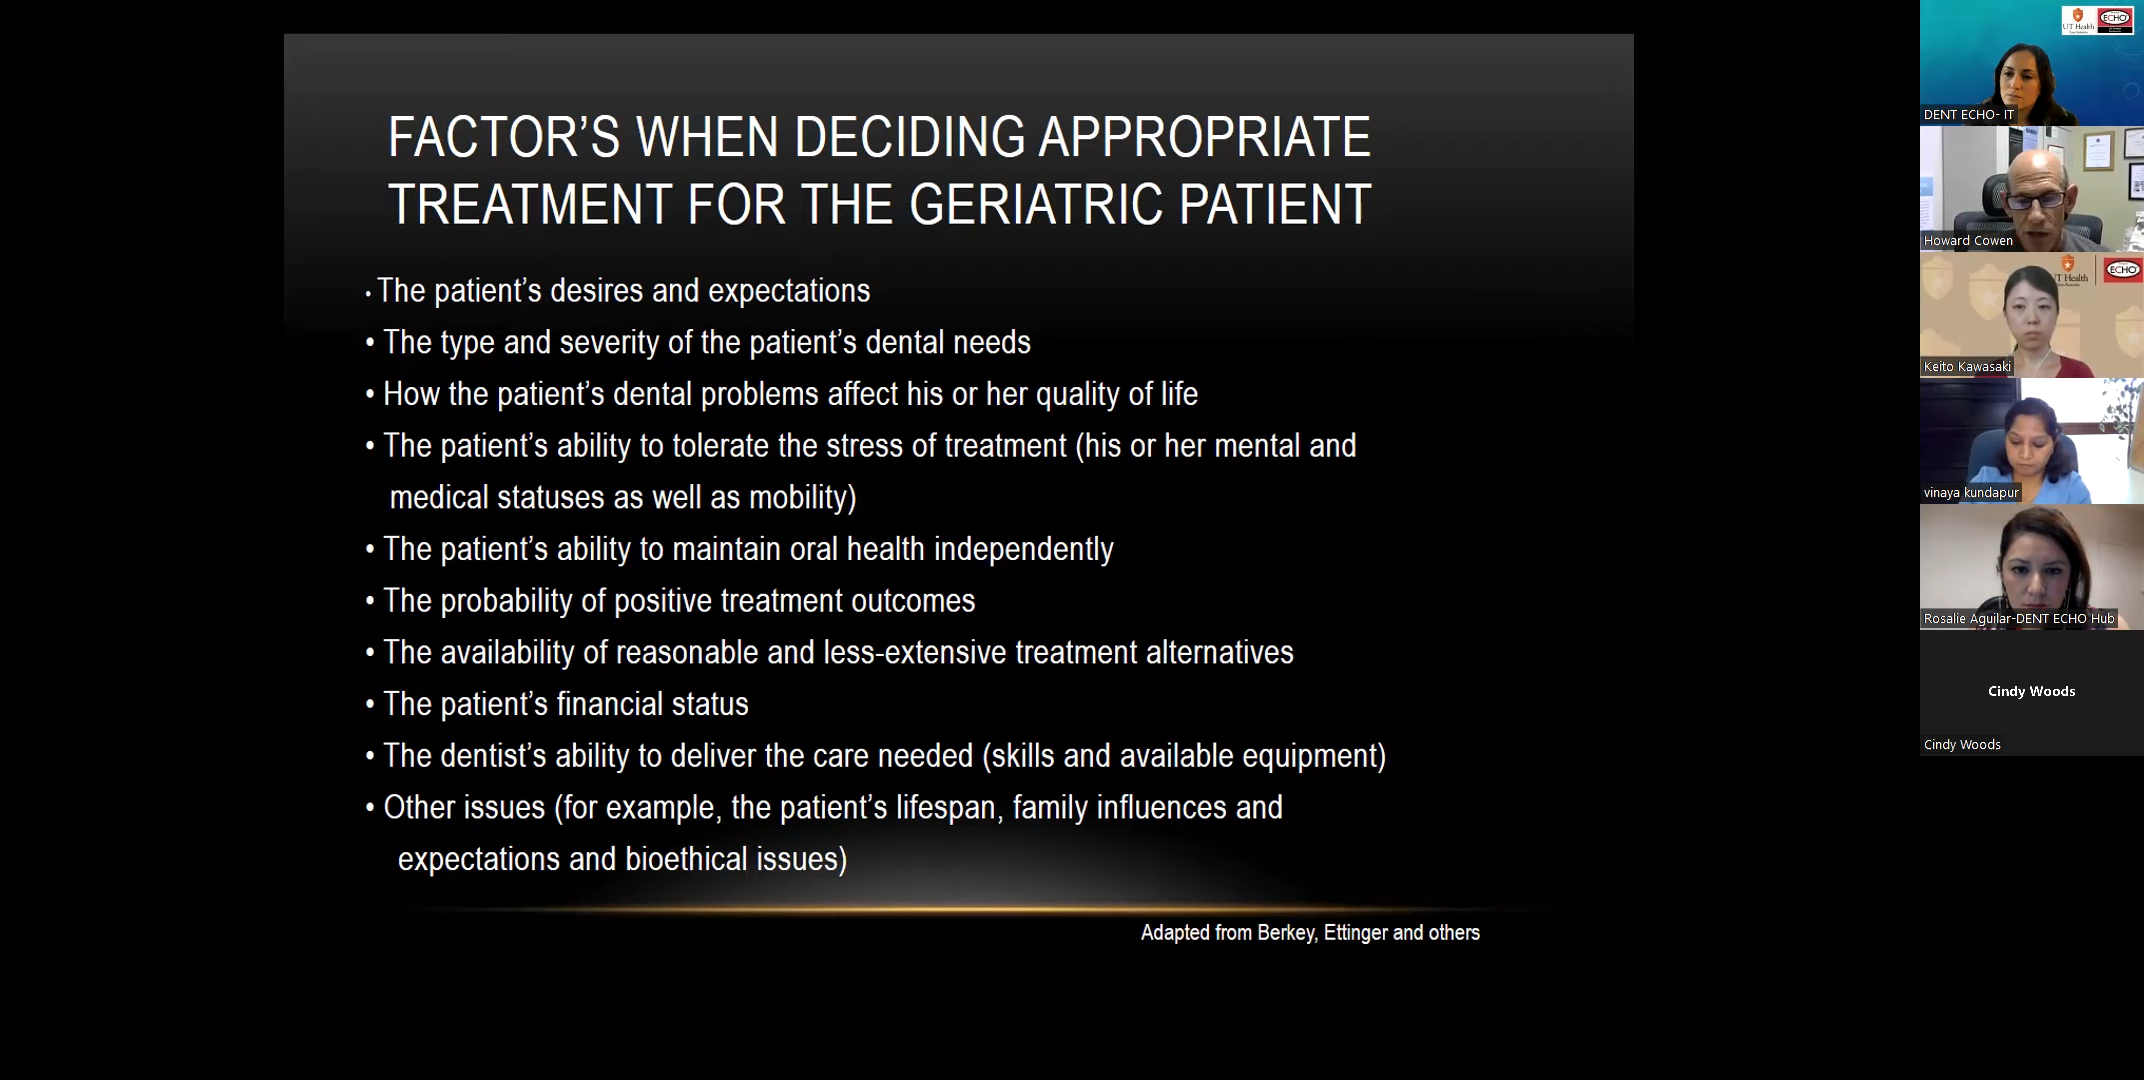 FACTOR’S WHEN DECIDING APPROPRIATE
TREATMENT FOR THE GERIATRIC PATIENT
• The patient’s desires and expectations
• The type and severity of the patient’s dental needs
• How the patient’s dental problems affect his or her quality of life
• The patient’s ability to tolerate the stress of treatment (his or her mental and
medical statuses as well as mobility)
• The patient’s ability to maintain oral health independently
• The probability of positive treatment outcomes
• The availability of reasonable and less-extensive treatment alternatives
• The patient’s financial status
• The dentist’s ability to deliver the care needed (skills and available equipment)
• Other issues (for example, the patient’s lifespan, family influences and
expectations and bioethical issues)
Adapted from Berkey, Ettinger and others
UT Health
ECHO
DENT ECHO- IT
Howard Cowen
UT Health
ECHO
Keito Kawasaki
vinaya kundapur
Rosalie Aguilar-DENT ECHO Hub
Cindy Woods
Cindy Woods